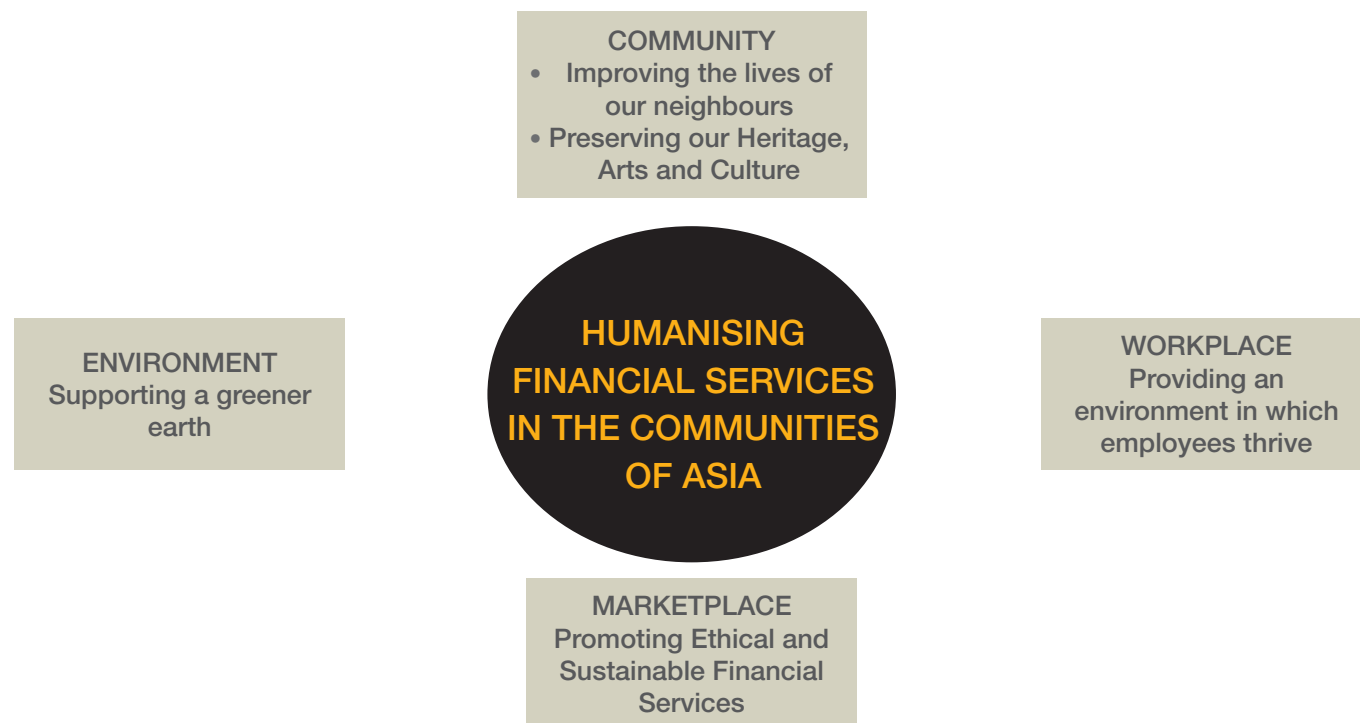 COMMUNITY
• Improving the lives of
our neighbours
• Preserving our Heritage,
Arts and Culture
ENVIRONMENT
Supporting a greener
earth
HUMANISING
FINANCIAL SERVICES
IN THE COMMUNITIES
OF ASIA
WORKPLACE
Providing an
environment in which
employees thrive
MARKETPLACE
Promoting Ethical and
Sustainable Financial
Services